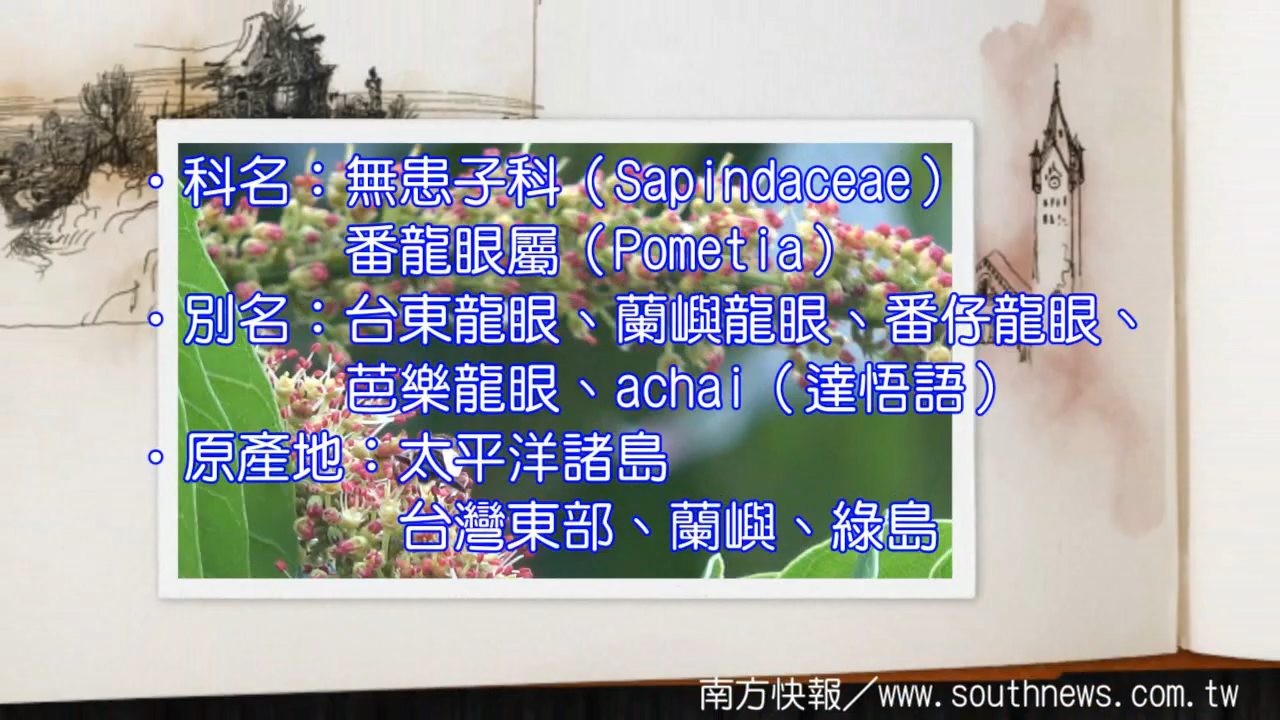 ・科名：無患子科（Sapindaceae）
番龍眼屬（Pometia）
・別名：台東龍眼、蘭嶼龍眼、番仔龍眼、
芭樂龍眼、achai（達悟語）
・原產地：太平洋諸島
台灣東部、蘭嶼、綠島
南方快報／www.southnews.com.tw